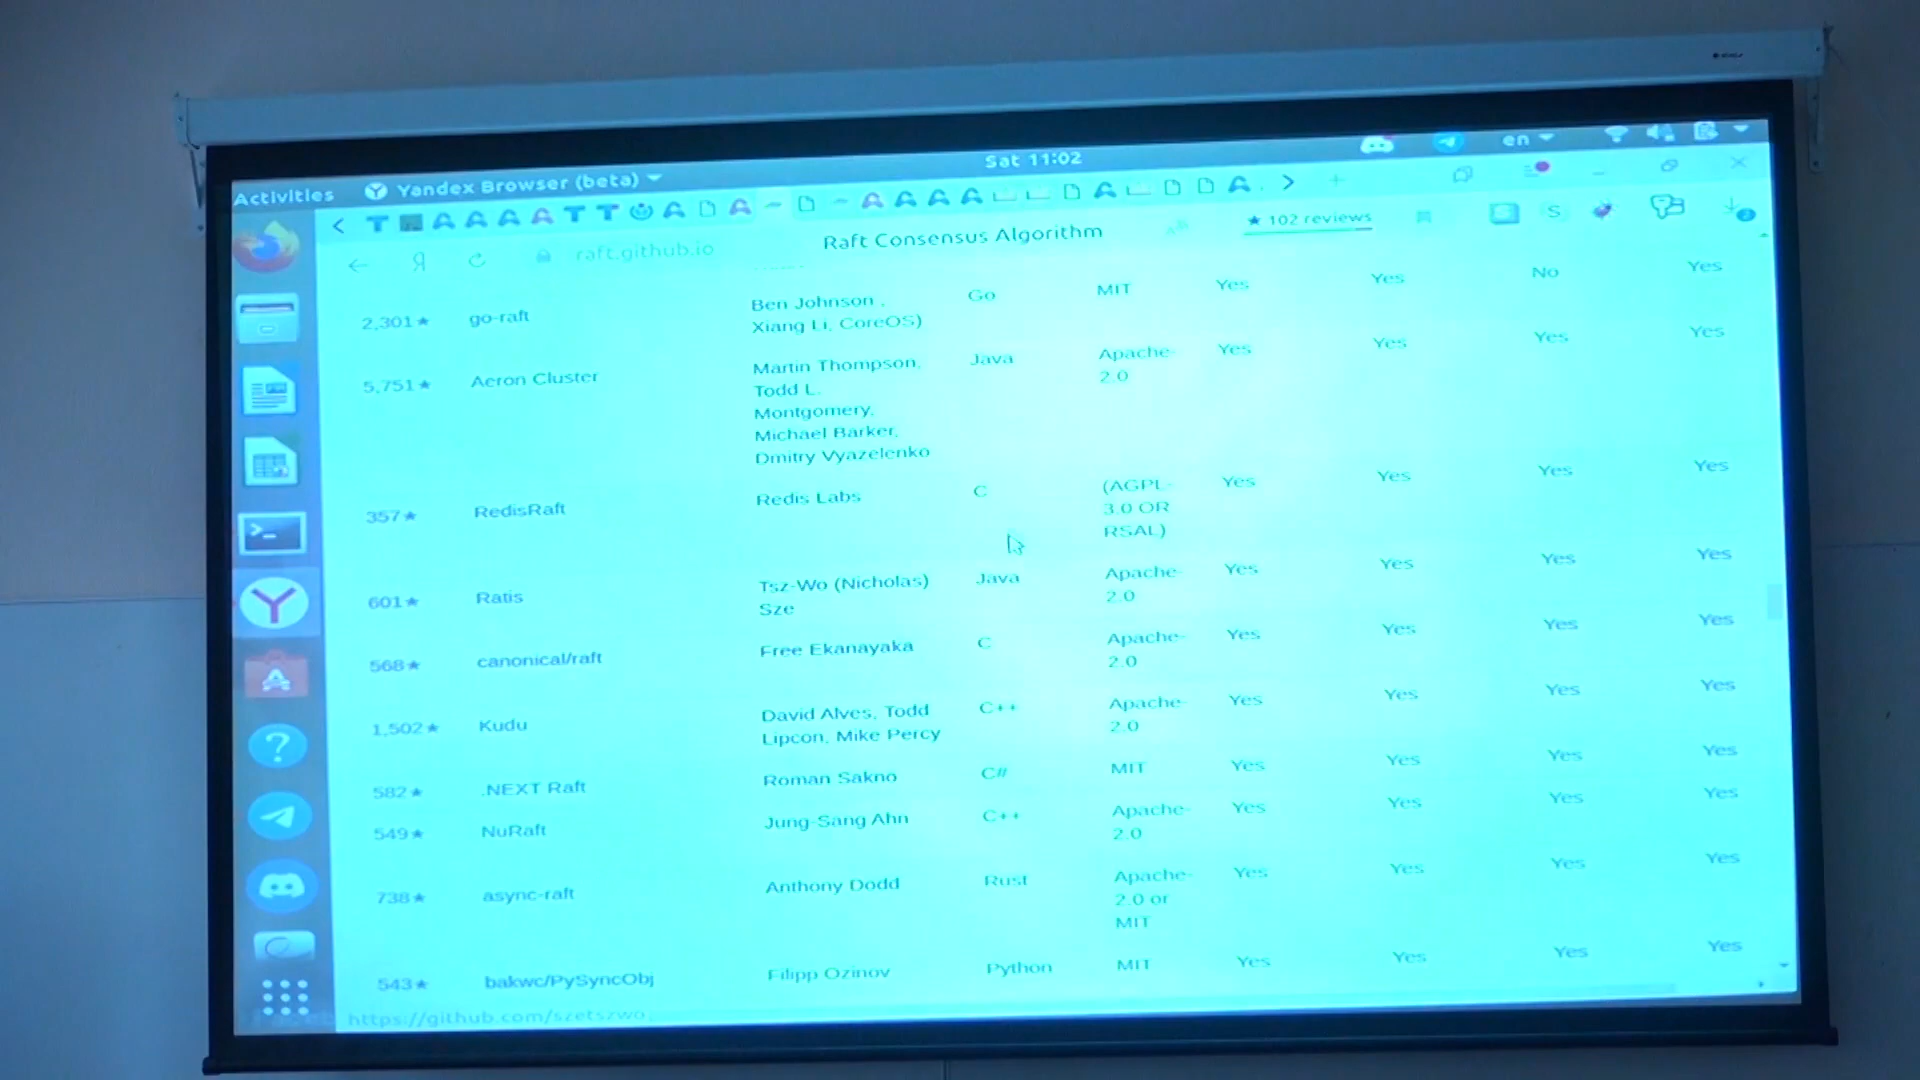 Sat 11:02
en
Activities
Yandex Browser (beta)
raft.github.io
Raft Consensus Algorithm
★ 102 reviews
2,301★ go-raft Ben Johnson , Go MIT Yes Yes No Yes
Xiang Li, CoreOS)
5,751★ Aeron Cluster Martin Thompson, Java Apache- Yes Yes Yes Yes
Todd L. 2.0
Montgomery,
Michael Barker,
Dmitry Vyazelenko
357★ RedisRaft Redis Labs C (AGPL- Yes Yes Yes Yes
3.0 OR
RSAL)
601★ Ratis Tsz-Wo (Nicholas) Java Apache- Yes Yes Yes Yes
Sze 2.0
568★ canonical/raft Free Ekanayaka C Apache- Yes Yes Yes Yes
2.0
1,502★ Kudu David Alves, Todd C++ Apache- Yes Yes Yes Yes
Lipcon, Mike Percy 2.0
582★ .NEXT Raft Roman Sakno C# MIT Yes Yes Yes Yes
549★ NuRaft Jung-Sang Ahn C++ Apache- Yes Yes Yes Yes
2.0
738★ async-raft Anthony Dodd Rust Apache- Yes Yes Yes Yes
2.0 or
MIT
543★ bakwc/PySyncObj Filipp Ozinov Python MIT Yes Yes Yes Yes
https://github.com/szetszwo